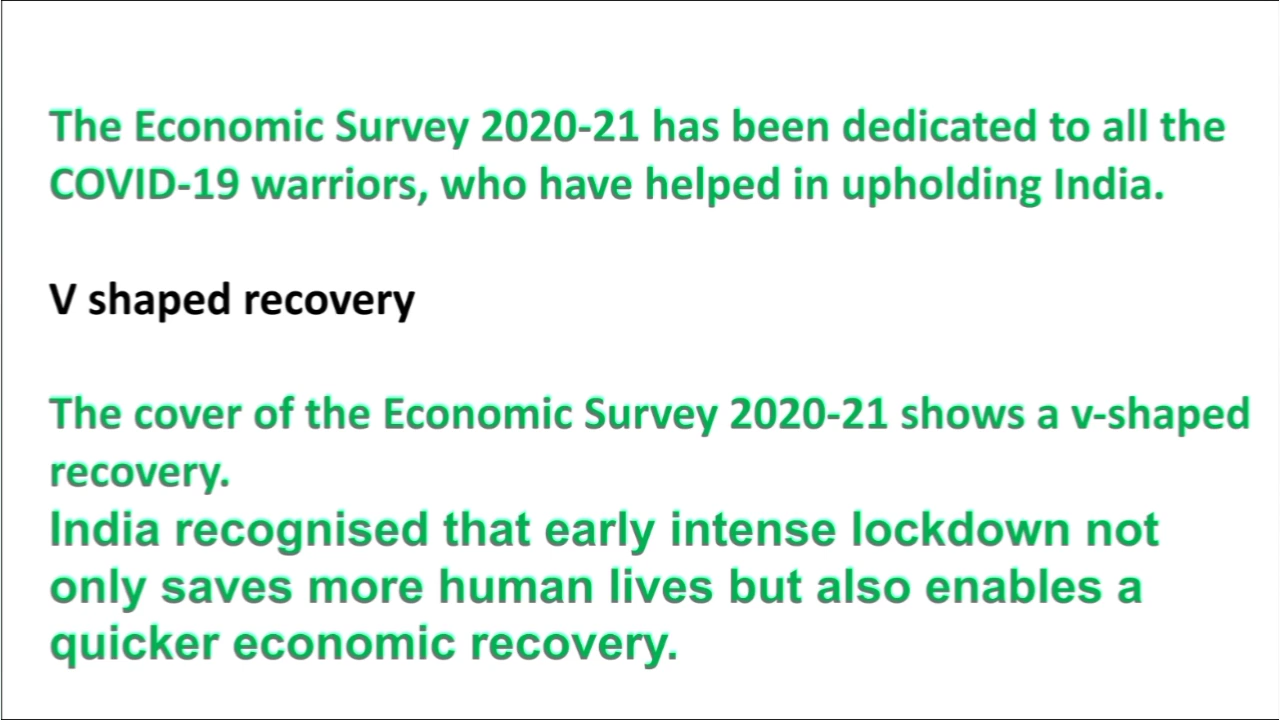 The Economic Survey 2020-21 has been dedicated to all the
COVID-19 warriors, who have helped in upholding India.
V shaped recovery
The cover of the Economic Survey 2020-21 shows a v-shaped
recovery.
India recognised that early intense lockdown not
only saves more human lives but also enables a
quicker economic recovery.